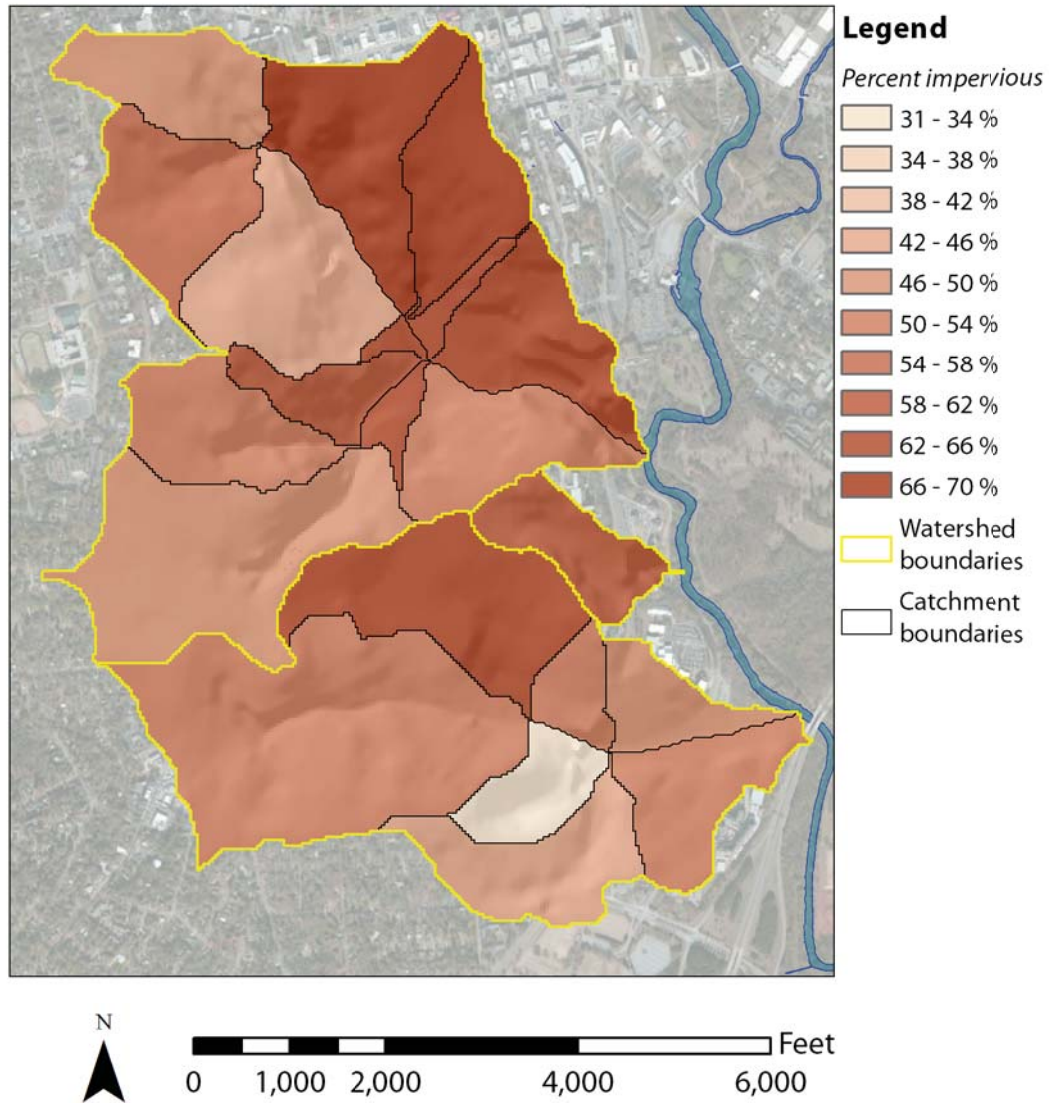 Legend
Percent impervious
31 - 34 %
34 - 38 %
38 - 42 %
42 - 46 %
46 - 50 %
50 - 54 %
54 - 58 %
58 - 62 %
62 - 66 %
66 - 70 %
Watershed
boundaries
Catchment
boundaries
N
Feet
0 1,000 2,000 4,000 6,000